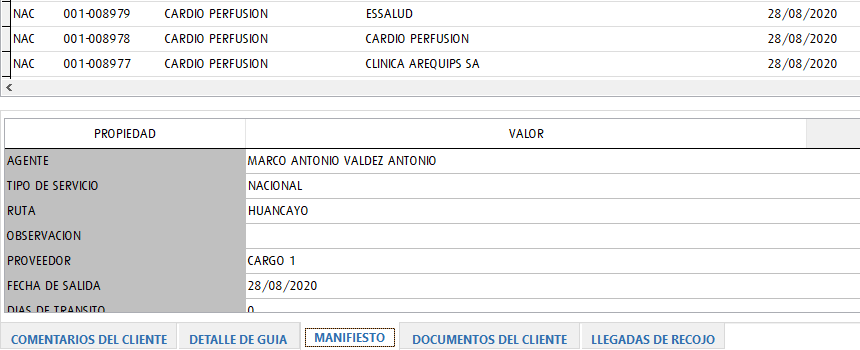 NAC 001-008979 CARDIO PERFUSION ESSALUD 28/08/2020
NAC 001-008978 CARDIO PERFUSION CARDIO PERFUSION 28/08/2020
NAC 001-008977 CARDIO PERFUSION CLINICA AREQUIPS SA 28/08/2020
PROPIEDAD VALOR
AGENTE MARCO ANTONIO VALDEZ ANTONIO
TIPO DE SERVICIO NACIONAL
RUTA HUANCAYO
OBSERVACION
PROVEEDOR CARGO 1
FECHA DE SALIDA 28/08/2020
DIAS DE TRANSITO 0
COMENTARIOS DEL CLIENTE DETALLE DE GUIA MANIFIESTO DOCUMENTOS DEL CLIENTE LLEGADAS DE RECOJO